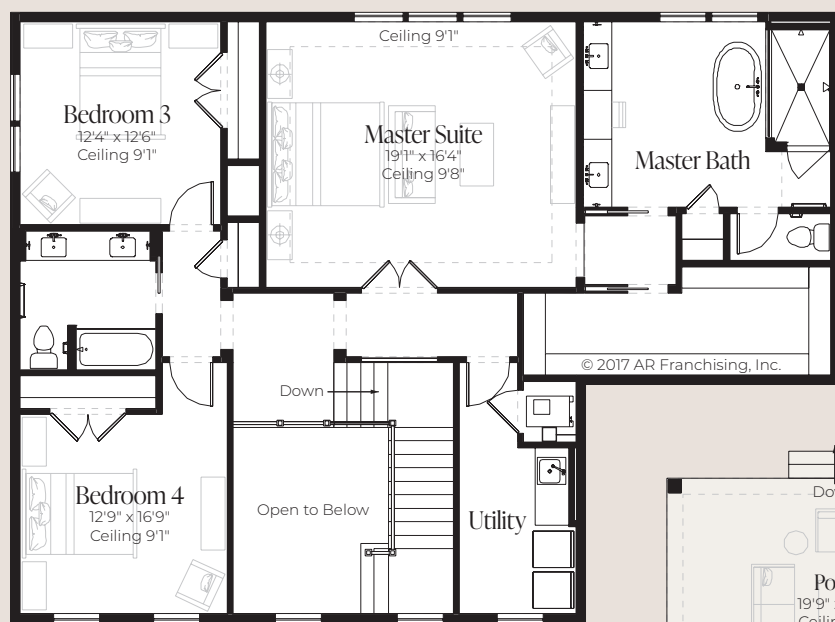 Ceiling 9'1"
Bedroom 3
12'4" x 12'6"
Ceiling 9'1"
Master Suite
19'1" x 16'4"
Ceiling 9'8"
Master Bath
© 2017 AR Franchising, Inc.
Down
Bedroom 4
12'9" x 16'9"
Ceiling 9'1"
Open to Below
Utility